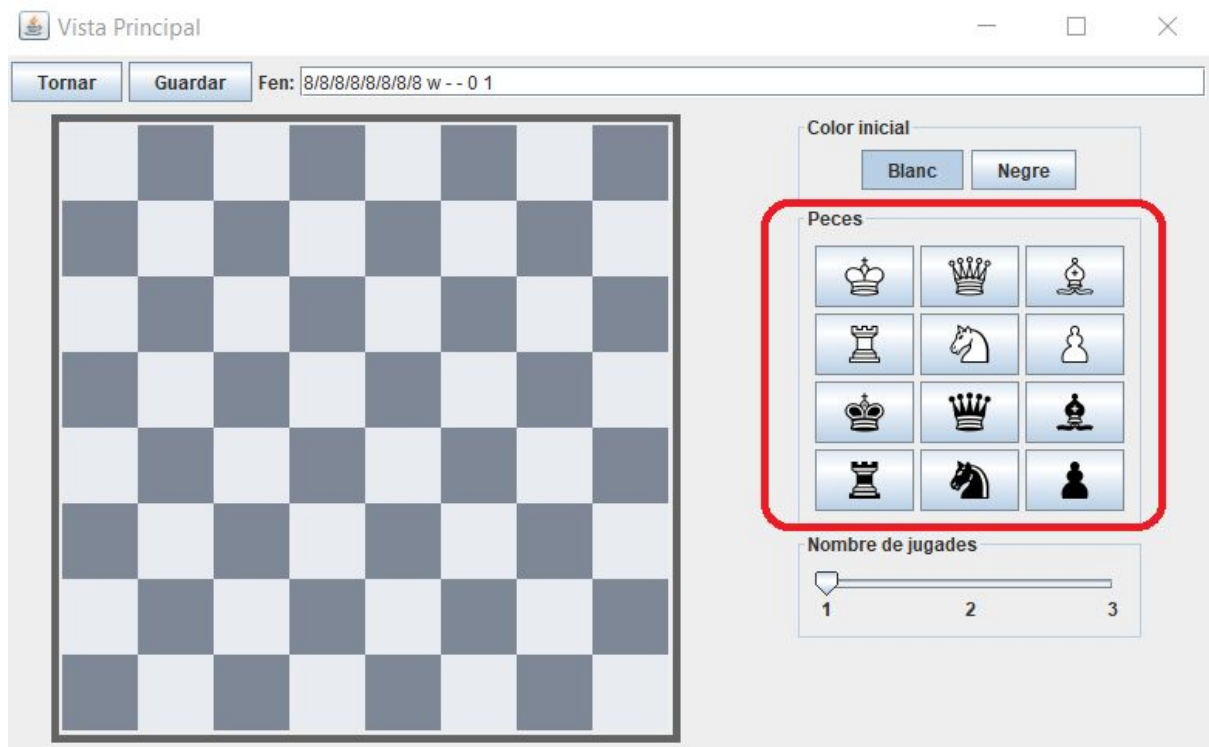 Vista Principal
Tornar Guardar Fen: 8/8/8/8/8/8/8/8 w - - 0 1
Color inicial
Blanc Negre
Peces
Nombre de jugades
1 2 3